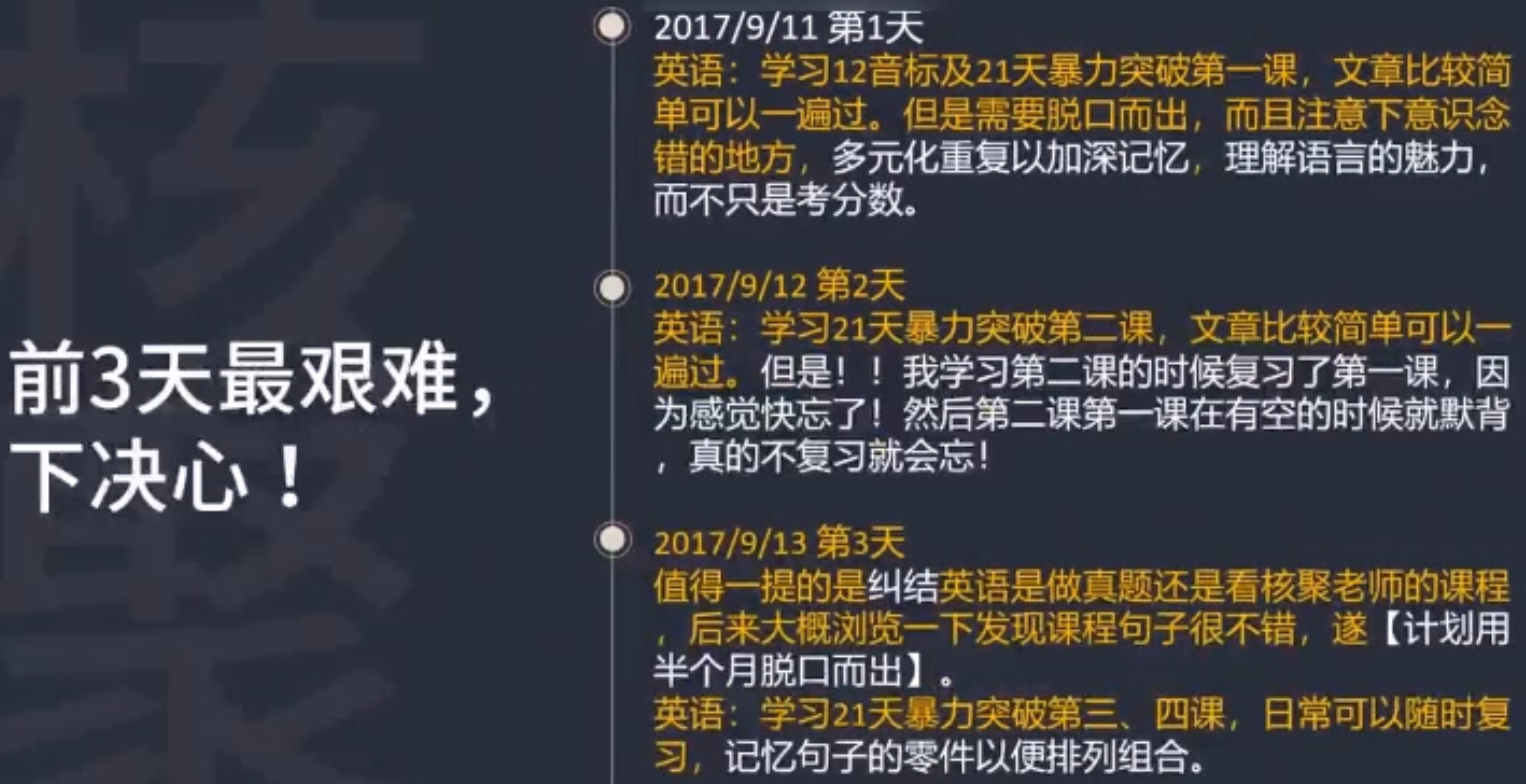 前3天最艰难，
下决心！
2017/9/11 第1天
英语：学习12音标及21天暴力突破第一课，文章比较简
单可以一遍过。但是需要脱口而出，而且注意下意识念
错的地方，多元化重复以加深记忆，理解语言的魅力，
而不只是考分数。
2017/9/12 第2天
英语：学习21天暴力突破第二课，文章比较简单可以一
遍过。但是！！我学习第二课的时候复习了第一课，因
为感觉快忘了！然后第二课第一课在有空的时候就默背
，真的不复习就会忘！
2017/9/13 第3天
值得一提的是纠结英语是做真题还是看核聚老师的课程
，后来大概浏览一下发现课程句子很不错，遂【计划用
半个月脱口而出】。
英语：学习21天暴力突破第三、四课，日常可以随时复
习，记忆句子的零件以便排列组合。
核聚